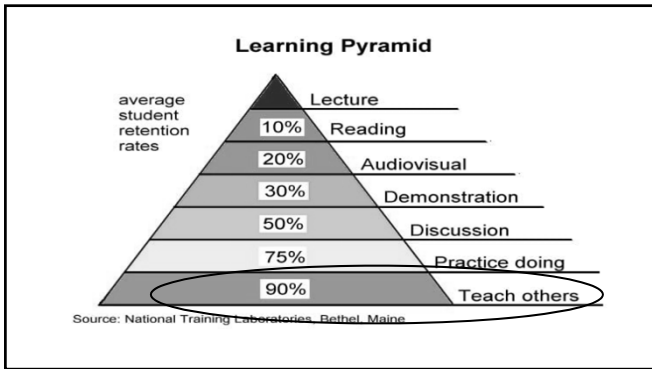 Learning Pyramid
average
student
retention
rates
Lecture
10% Reading
20% Audiovisual
30% Demonstration
50% Discussion
75% Practice doing
90% Teach others
Source: National Training Laboratories, Bethel, Maine